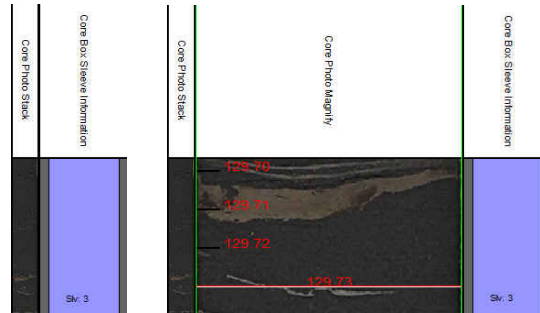 Core Photo Stack
Core Box Sleeve Information
Slv: 3
Core Photo Stack
Core Photo Magnify
Core Box Sleeve Information
129.70
129.71
129.72
129.73
Slv: 3